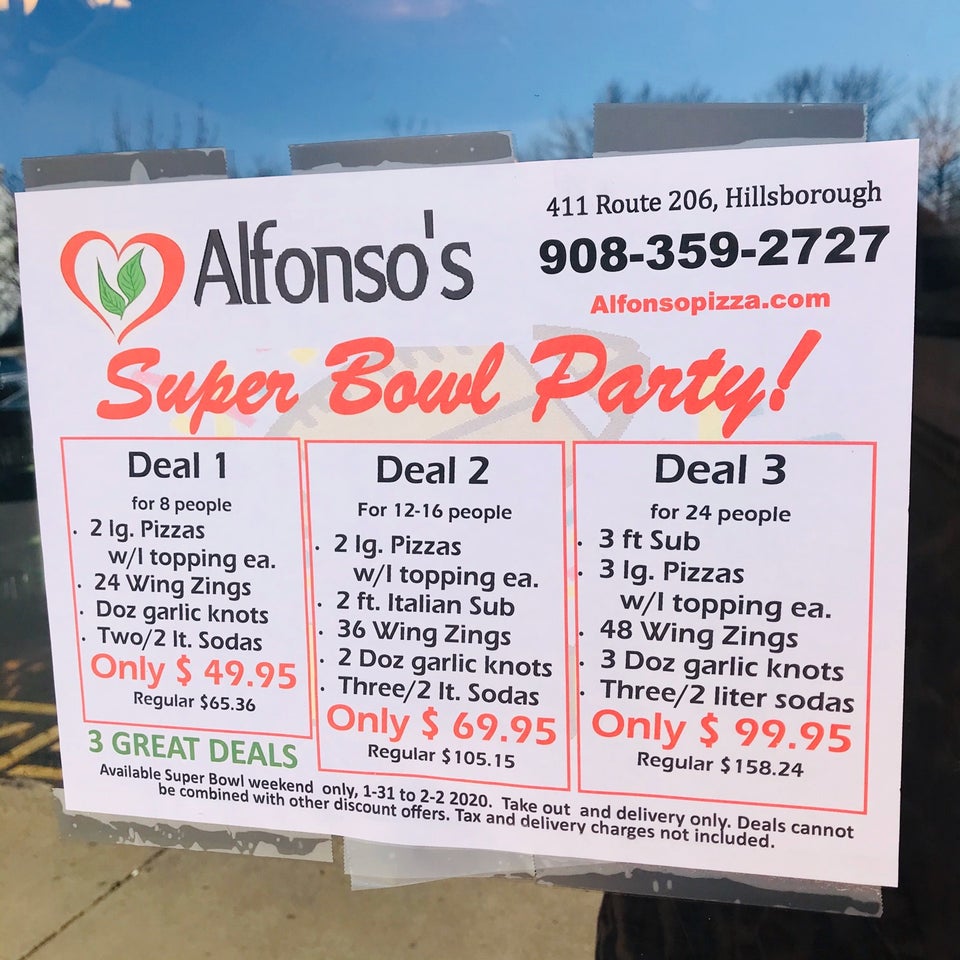 Alfonso's
411 Route 206, Hillsborough
908-359-2727
Alfonsopizza.com
Super Bowl Party!
Deal 1
for 8 people
. 2 lg. Pizzas
w/1 topping ea.
. 24 Wing Zings
. Doz garlic knots
. Two/2 lt. Sodas
Only $ 49.95
Regular $65.36
Deal 2
For 12-16 people
. 2 lg. Pizzas
w/1 topping ea.
. 2 ft. Italian Sub
. 36 Wing Zings
. 2 Doz garlic knots
. Three/2 lt. Sodas
Only $ 69.95
Regular $105.15
Deal 3
for 24 people
. 3 ft Sub
. 3 lg. Pizzas
w/1 topping ea.
. 48 Wing Zings
. 3 Doz garlic knots
. Three/2 liter sodas
Only $ 99.95
Regular $158.24
3 GREAT DEALS
Available Super Bowl weekend only, 1-31 to 2-2 2020. Take out and delivery only. Deals cannot
be combined with other discount offers. Tax and delivery charges not included.